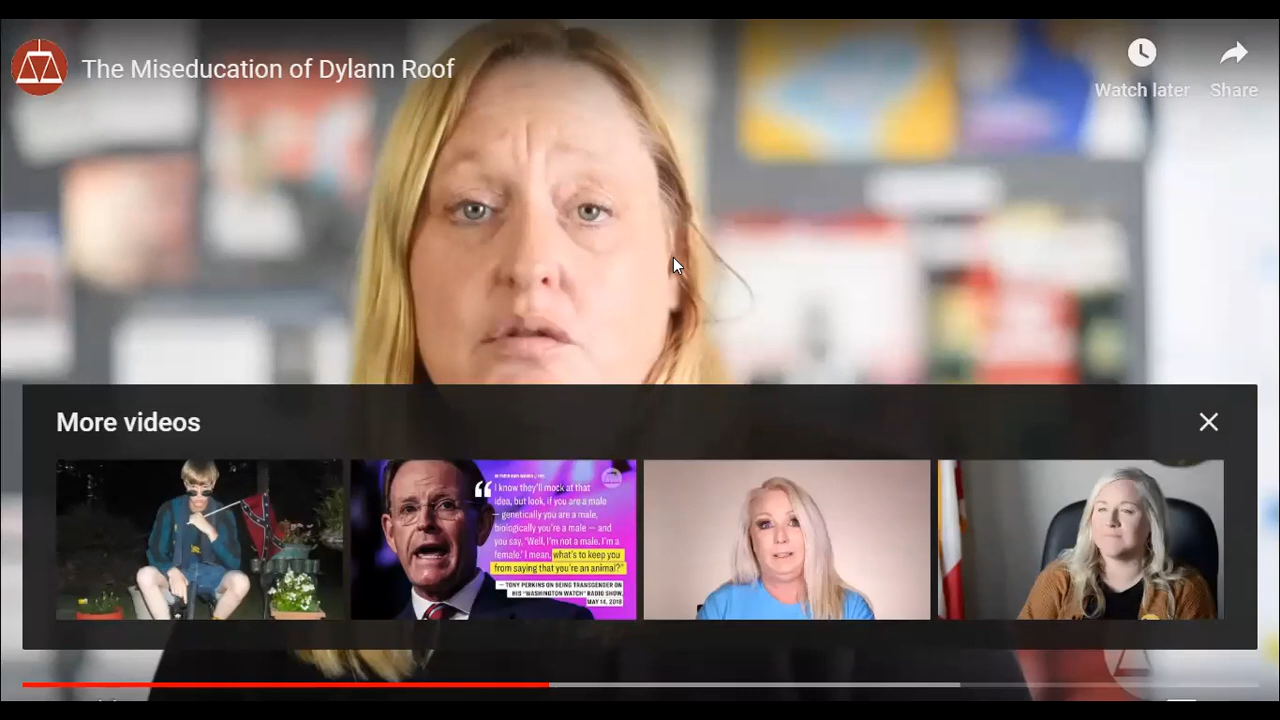 The Miseducation of Dylann Roof
Watch later
Share
More videos
“ I know they'll mock at that
idea, but look, if you are a male
— genetically you are a male,
biologically you're a male — and
you say, 'Well, I'm not a male. I'm a
female.' I mean, what's to keep you
from saying that you're an animal?"
— TONY PERKINS ON BEING TRANSGENDER ON
HIS "WASHINGTON WATCH" RADIO SHOW,
MAY 14, 2018